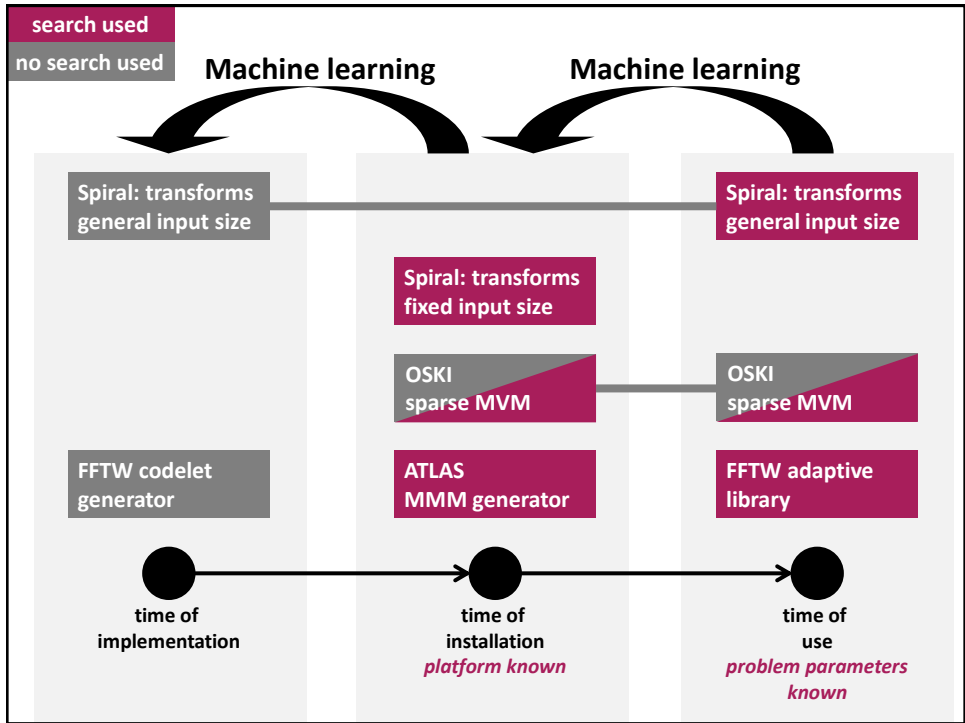 search used
no search used
Machine learning
Machine learning
Spiral: transforms
general input size
Spiral: transforms
general input size
Spiral: transforms
fixed input size
OSKI
sparse MVM
OSKI
sparse MVM
FFTW codelet
generator
ATLAS
MMM generator
FFTW adaptive
library
time of
implementation
time of
installation
platform known
time of
use
problem parameters
known